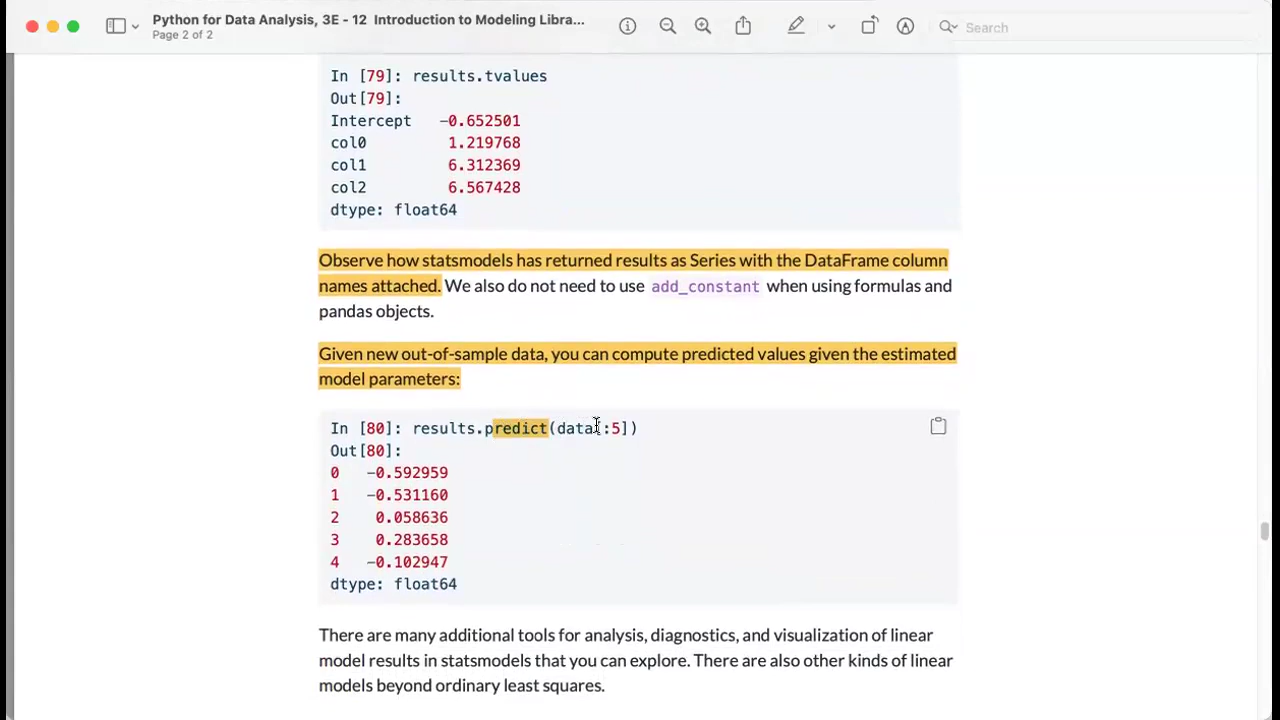 Python for Data Analysis, 3E - 12 Introduction to Modeling Libra...
Page 2 of 2
Search
In [79]: results.tvalues
Out[79]:
Intercept -0.652501
col0 1.219768
col1 6.312369
col2 6.567428
dtype: float64
Observe how statsmodels has returned results as Series with the DataFrame column
names attached. We also do not need to use add_constant when using formulas and
pandas objects.
Given new out-of-sample data, you can compute predicted values given the estimated
model parameters:
In [80]: results.predict(data[:5])
Out[80]:
0 -0.592959
1 -0.531160
2 0.058636
3 0.283658
4 -0.102947
dtype: float64
There are many additional tools for analysis, diagnostics, and visualization of linear
model results in statsmodels that you can explore. There are also other kinds of linear
models beyond ordinary least squares.